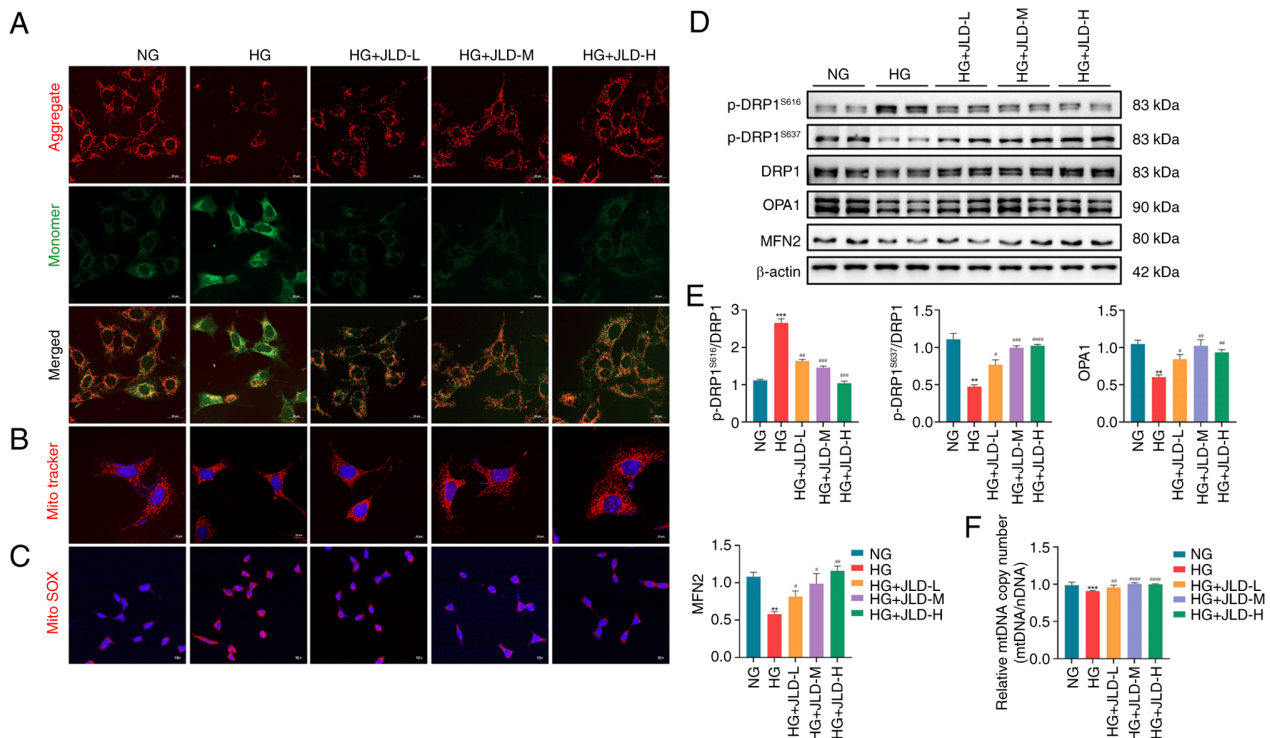 A
NG HG HG+JLD-L HG+JLD-M HG+JLD-H
Aggregate
Monomer
Merged
B
Mito tracker
C
Mito SOX
D
NG HG HG+JLD-L HG+JLD-M HG+JLD-H
p-DRP1S616 83 kDa
p-DRP1S637 83 kDa
DRP1 83 kDa
OPA1 90 kDa
MFN2 80 kDa
β-actin 42 kDa
E
p-DRP1S616/DRP1
3
2
1
0
*** ## ### ###
NG HG HG+JLD-L HG+JLD-M HG+JLD-H
p-DRP1S637/DRP1
1.5
1.0
0.5
0.0
** # ### ####
NG HG HG+JLD-L HG+JLD-M HG+JLD-H
OPA1
1.5
1.0
0.5
0.0
** # ## ##
NG HG HG+JLD-L HG+JLD-M HG+JLD-H
MFN2
1.5
1.0
0.5
0.0
** # # ##
NG HG HG+JLD-L HG+JLD-M HG+JLD-H
NG
HG
HG+JLD-L
HG+JLD-M
HG+JLD-H
F
Relative mtDNA copy number
(mtDNA/nDNA)
1.5
1.0
0.5
0.0
*** ## #### ####
NG HG HG+JLD-L HG+JLD-M HG+JLD-H
NG
HG
HG+JLD-L
HG+JLD-M
HG+JLD-H